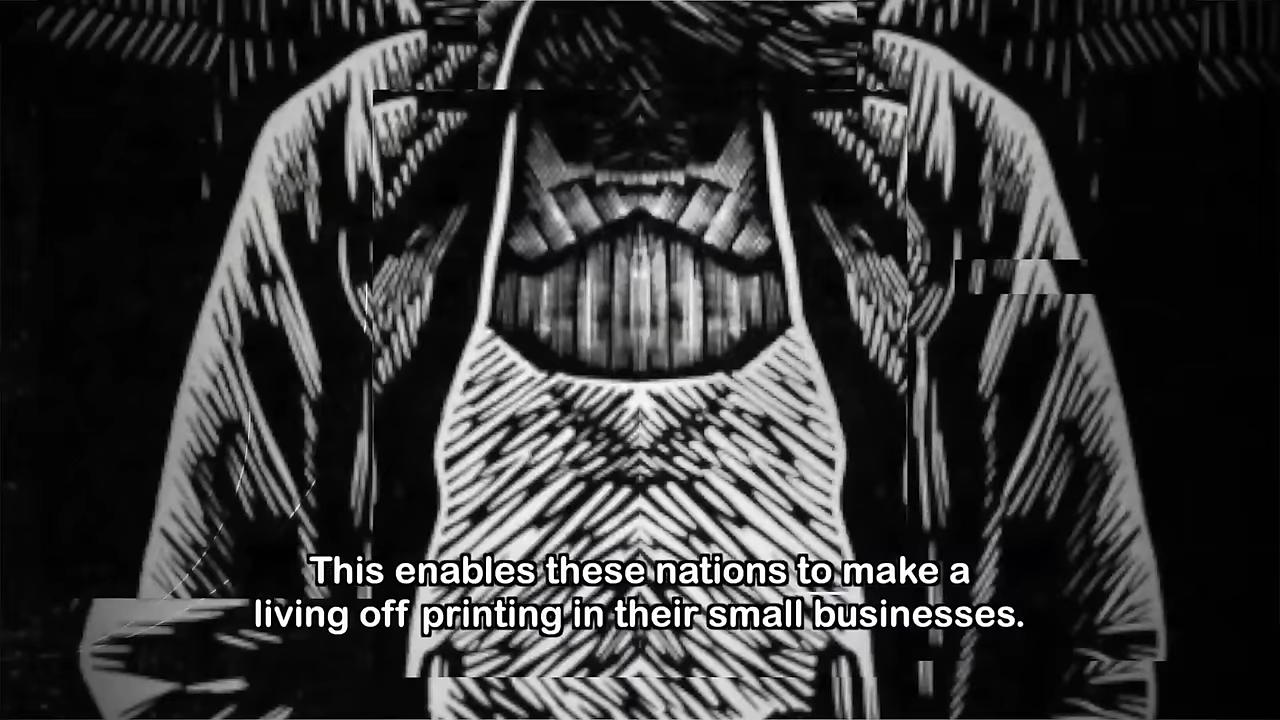 This enables these nations to make a
living off printing in their small businesses.